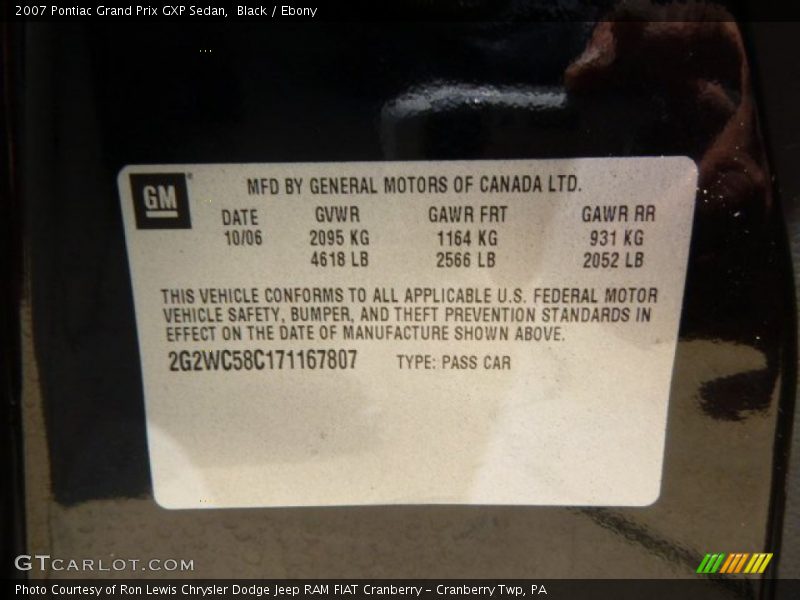 2007 Pontiac Grand Prix GXP Sedan,  Black / Ebony
GM
MFD BY GENERAL MOTORS OF CANADA LTD.
DATE GVWR GAWR FRT GAWR RR
10/06 2095 KG 1164 KG 931 KG
4618 LB 2566 LB 2052 LB
THIS VEHICLE CONFORMS TO ALL APPLICABLE U.S. FEDERAL MOTOR
VEHICLE SAFETY, BUMPER, AND THEFT PREVENTION STANDARDS IN
EFFECT ON THE DATE OF MANUFACTURE SHOWN ABOVE.
2G2WC58C171167807 TYPE: PASS CAR
GTCARLOT.COM
Photo Courtesy of Ron Lewis Chrysler Dodge Jeep RAM FIAT Cranberry – Cranberry Twp, PA